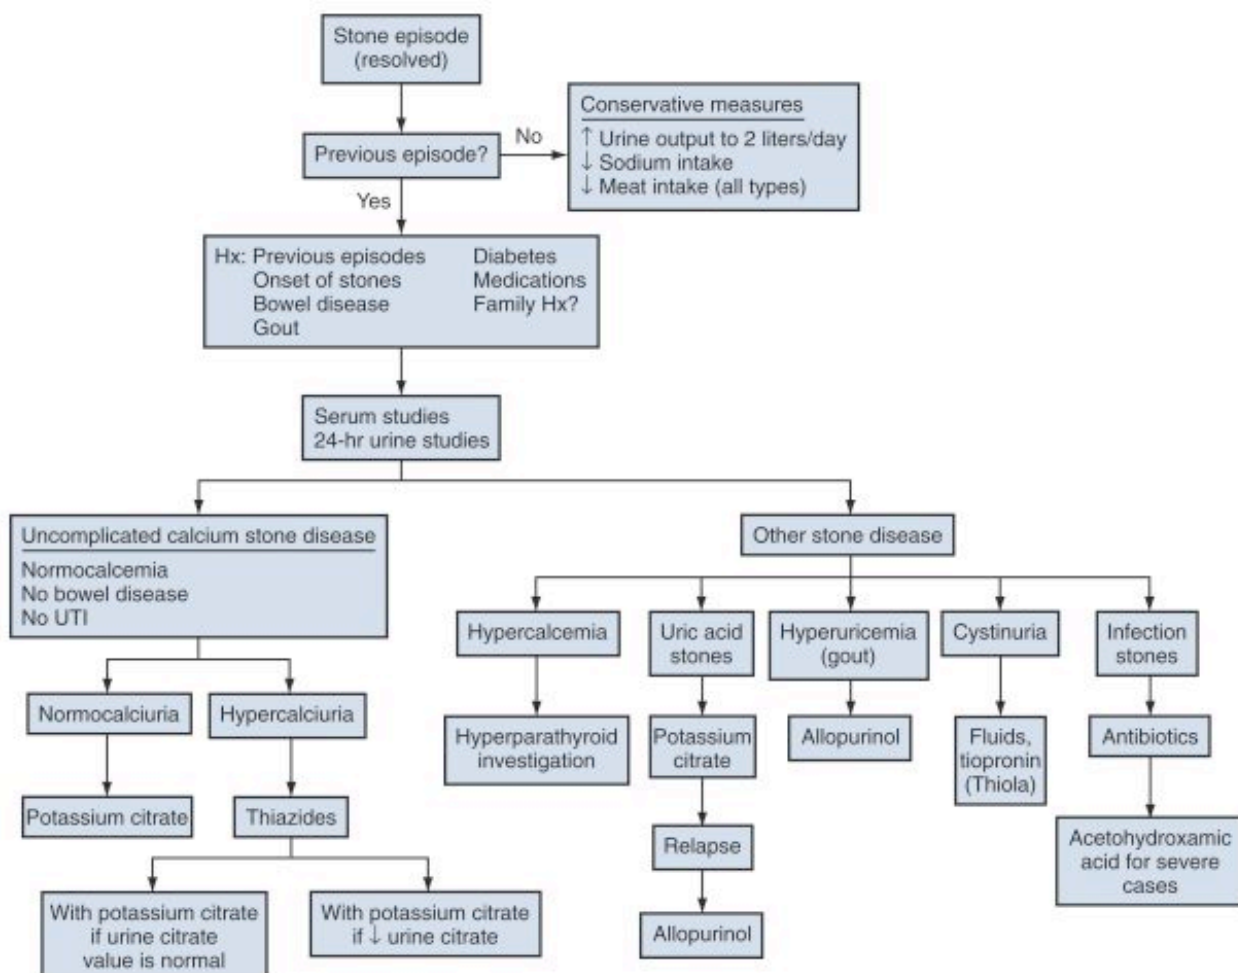 Stone episode
(resolved)
Conservative measures
↑ Urine output to 2 liters/day
↓ Sodium intake
↓ Meat intake (all types)
No
Previous episode?
Yes
Hx: Previous episodes Diabetes
Onset of stones Medications
Bowel disease Family Hx?
Gout
Serum studies
24-hr urine studies
Uncomplicated calcium stone disease
Normocalcemia
No bowel disease
No UTI
Other stone disease
Hypercalcemia
Uric acid
stones
Hyperuricemia
(gout)
Cystinuria
Infection
stones
Normocalciuria
Hypercalciuria
Hyperparathyroid
investigation
Potassium
citrate
Allopurinol
Fluids,
tiopronin
(Thiola)
Antibiotics
Potassium citrate
Thiazides
Relapse
Acetohydroxamic
acid for severe
cases
With potassium citrate
if urine citrate
value is normal
With potassium citrate
if ↓ urine citrate
Allopurinol